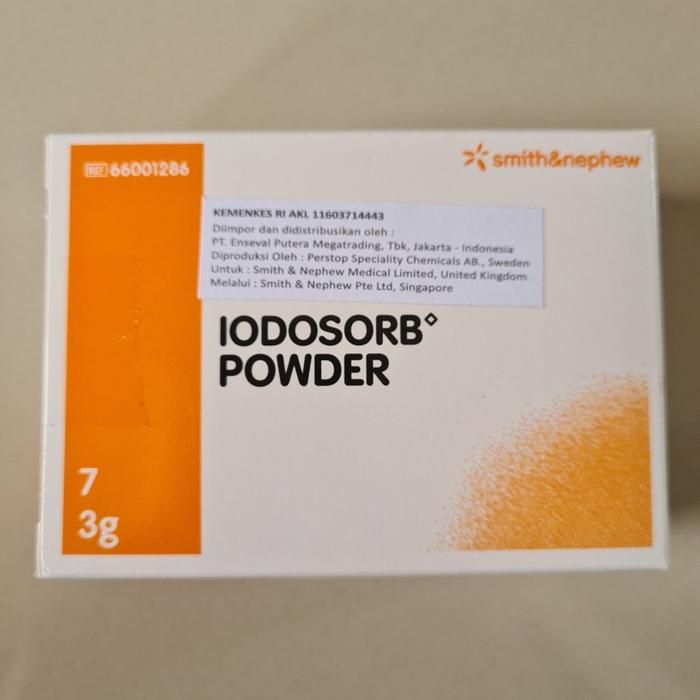 REF 66001286
smith&nephew
KEMENKES RI AKL 11603714443
Diimpor dan didistribusikan oleh :
PT. Enseval Putera Megatrading, Tbk, Jakarta - Indonesia
Diproduksi Oleh : Perstop Speciality Chemicals AB., Sweden
Untuk : Smith & Nephew Medical Limited, United Kingdom
Melalui : Smith & Nephew Pte Ltd, Singapore
IODOSORB◇
POWDER
7
3g